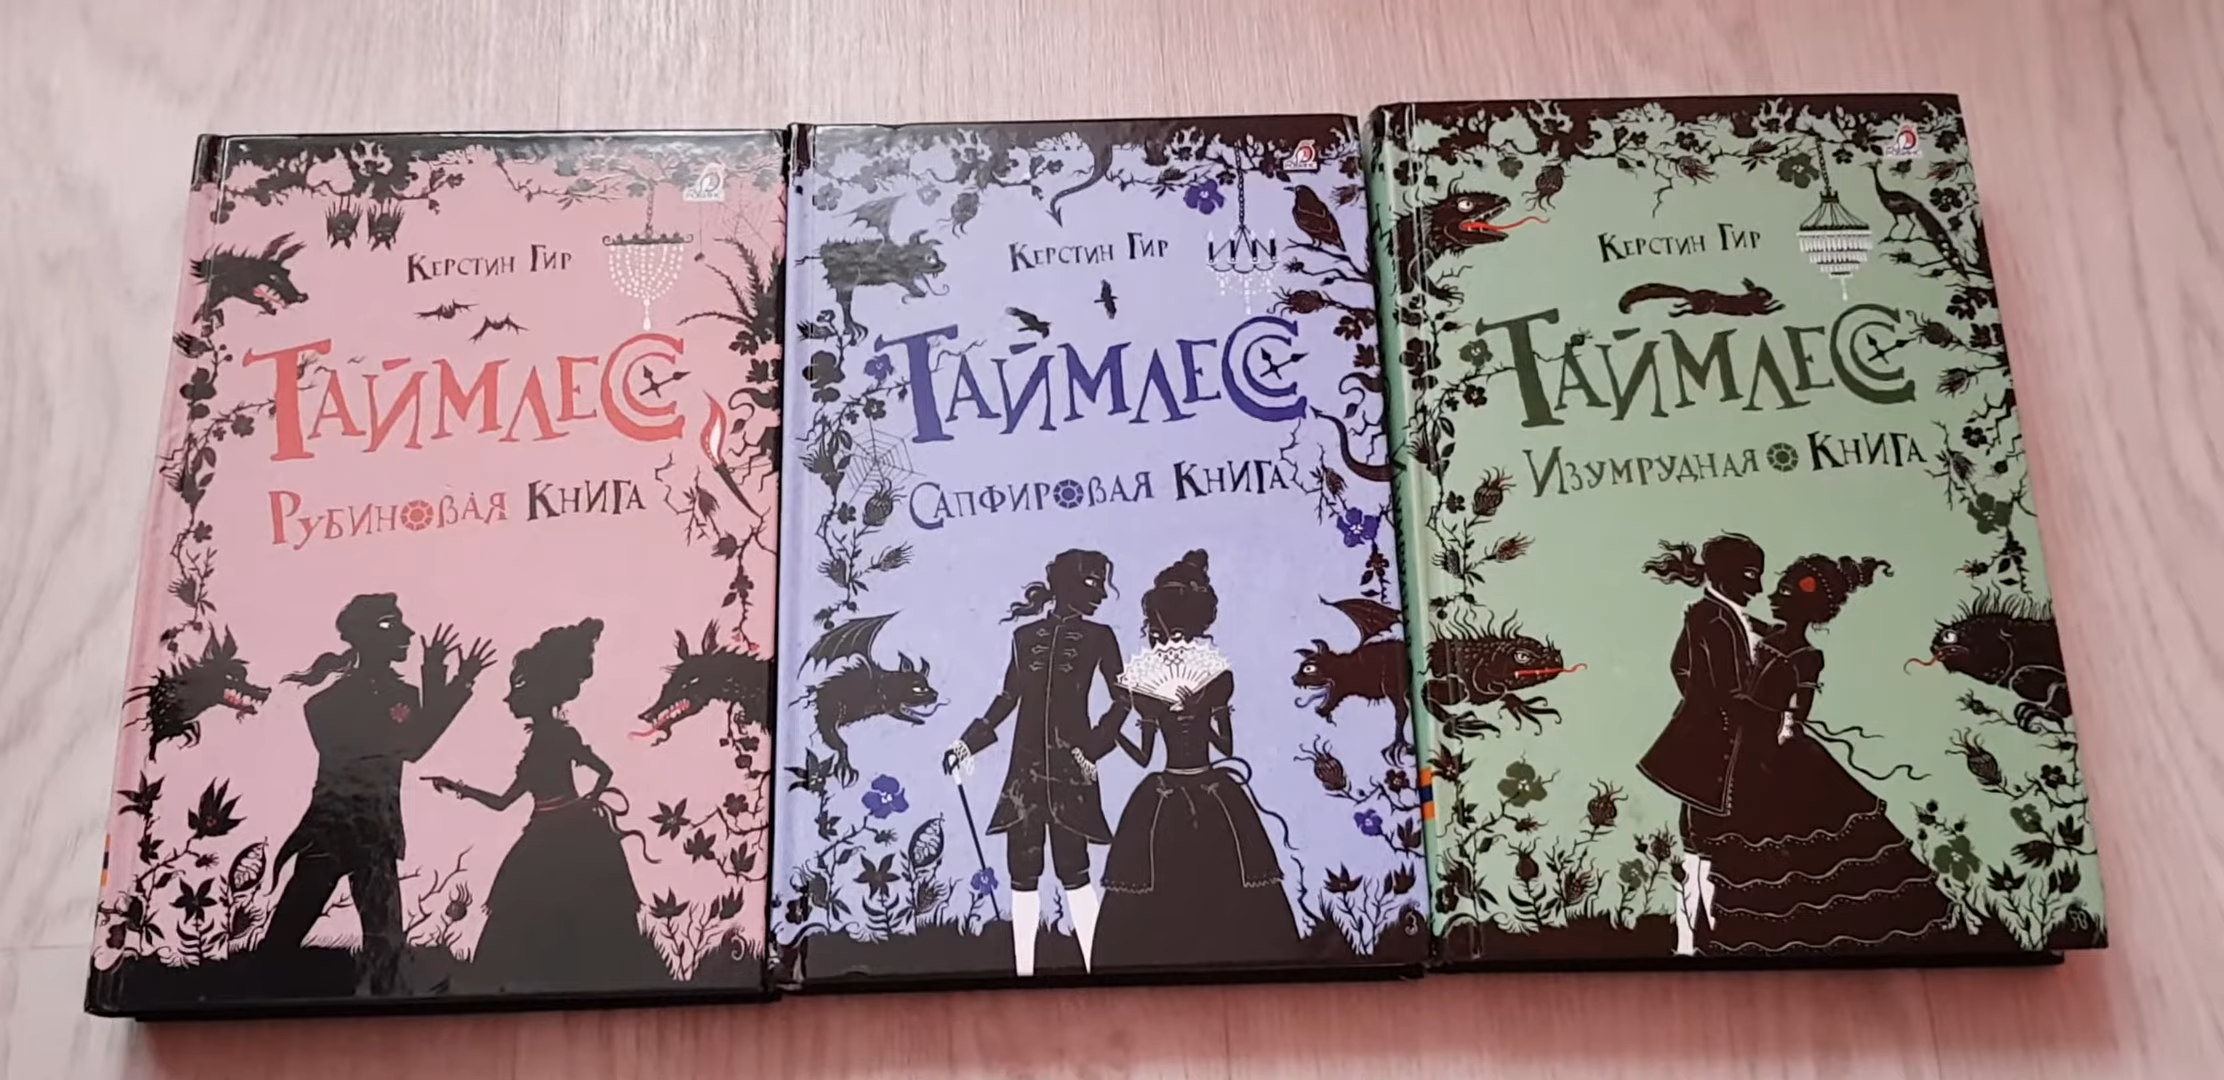 Керстин Гир
Таймлесс
Рубиновая книга
Керстин Гир
Таймлесс
Сапфировая книга
Керстин Гир
Таймлесс
Изумрудная книга